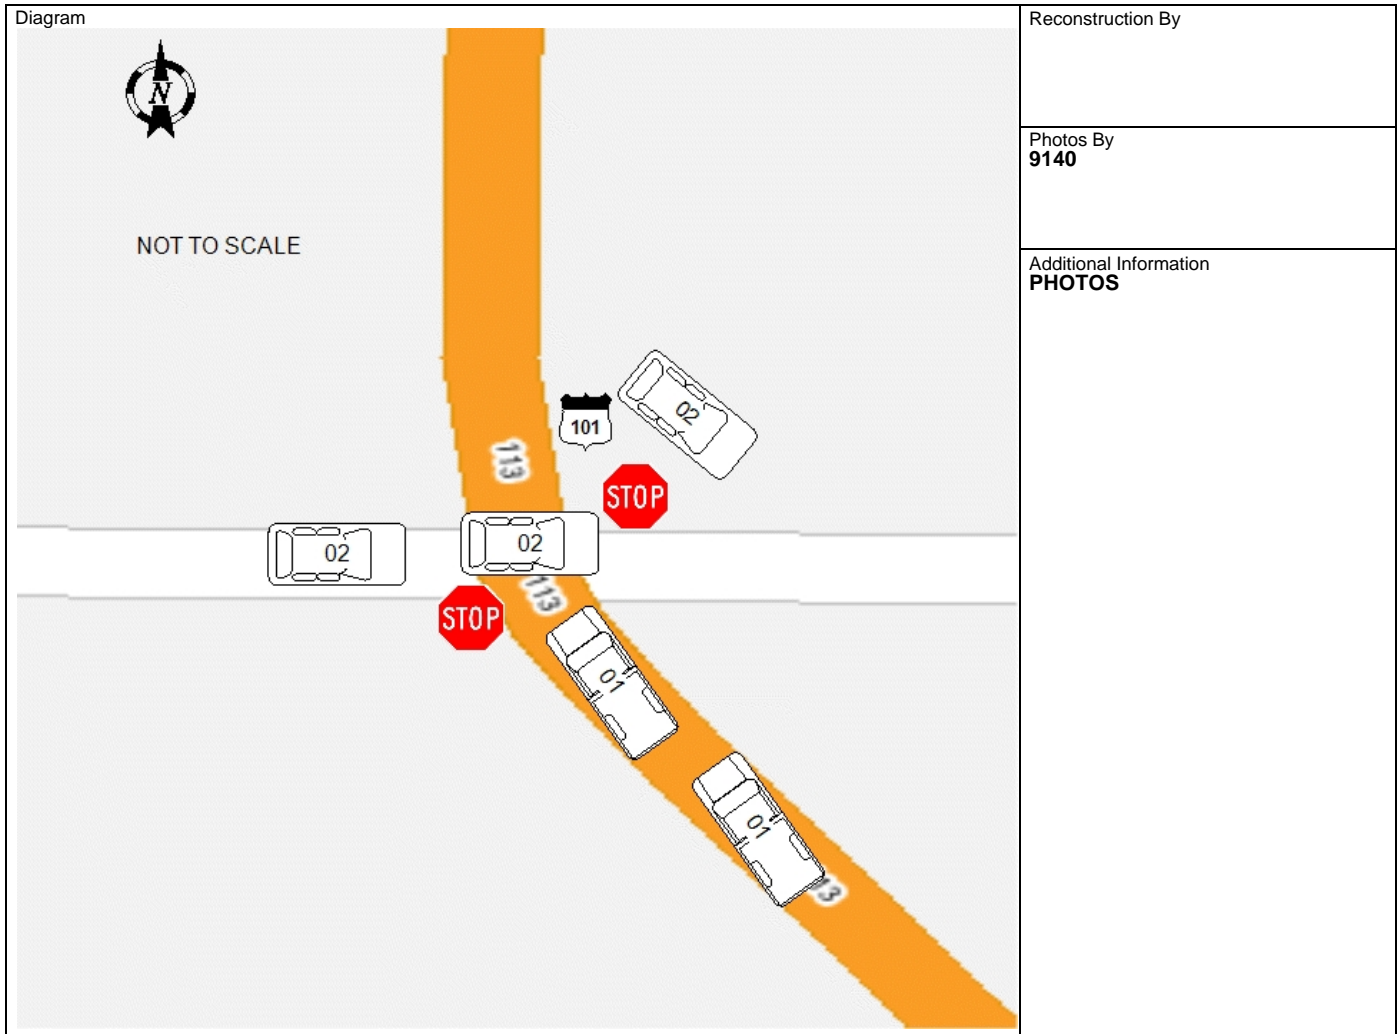 Diagram
N
NOT TO SCALE
101
113
02
STOP
02
02
113
STOP
01
01
13
Reconstruction By
Photos By
9140
Additional Information
PHOTOS